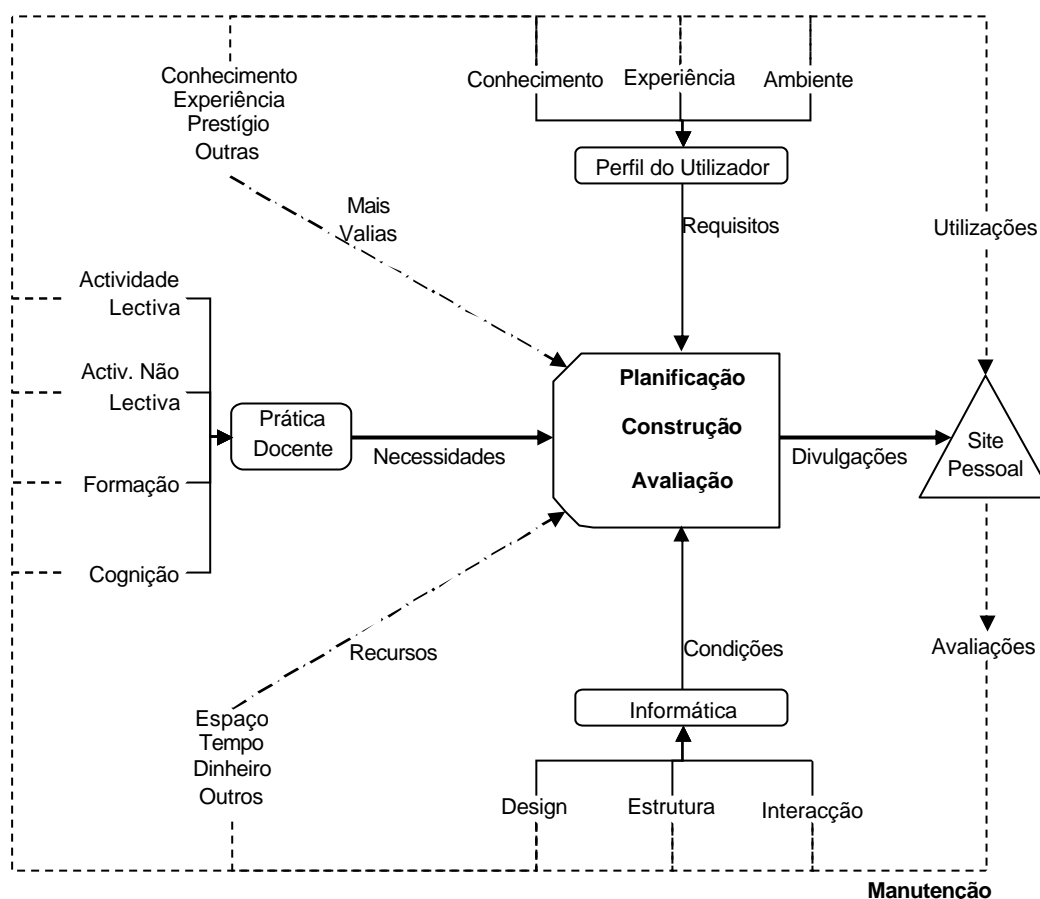 Conhecimento
Experiência
Prestígio
Outras
Conhecimento
Experiência
Ambiente
Perfil do Utilizador
Mais
Valias
Requisitos
Utilizações
Actividade
Lectiva
Activ. Não
Lectiva
Formação
Cognição
Prática
Docente
Necessidades
Planificação
Construção
Avaliação
Divulgações
Site
Pessoal
Recursos
Condições
Avaliações
Espaço
Tempo
Dinheiro
Outros
Informática
Design
Estrutura
Interacção
Manutenção